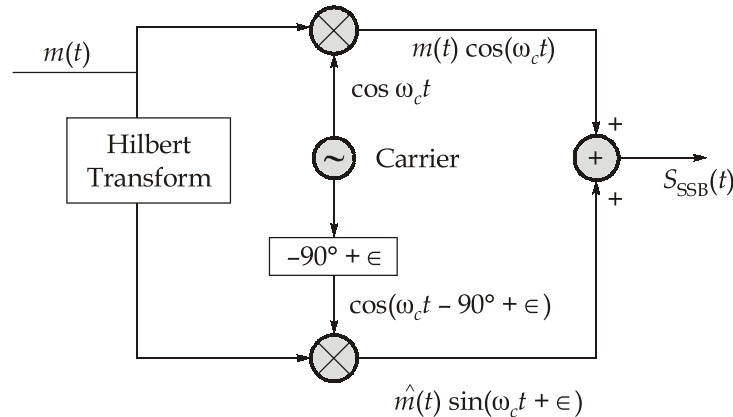 m(t)
m(t) cos(ω_c t)
cos ω_c t
+
Hilbert
Transform
~
Carrier
+
S_SSB(t)
+
–90° + ∈
cos(ω_c t – 90° + ∈)
m̂(t) sin(ω_c t + ∈)